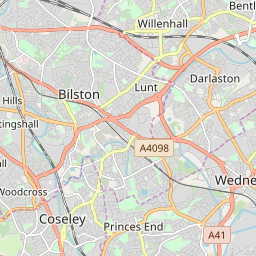 Bentl
Willenhall
Darlaston
Lunt
Bilston
Hills
tingshall
A4098
Wedne
Woodcross
Coseley
Princes End
A41